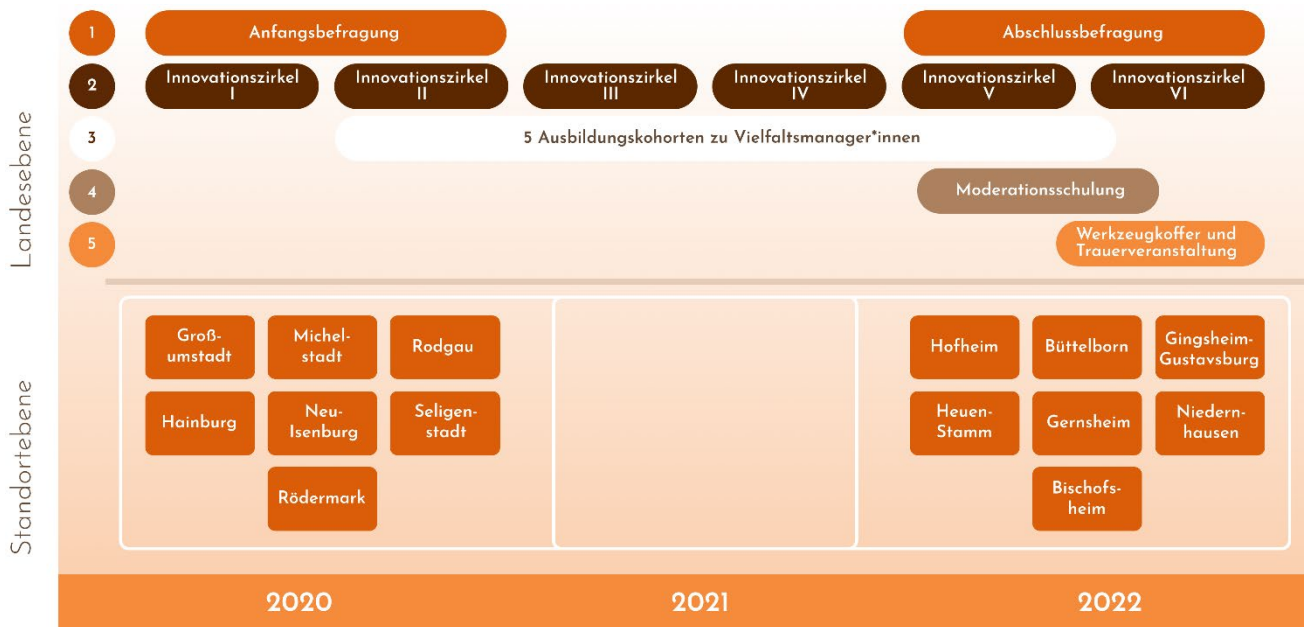 Landesebene
1
Anfangsbefragung
Abschlussbefragung
2
Innovationszirkel
I
Innovationszirkel
II
Innovationszirkel
III
Innovationszirkel
IV
Innovationszirkel
V
Innovationszirkel
VI
3
5 Ausbildungskohorten zu Vielfaltsmanager*innen
4
Moderationsschulung
5
Werkzeugkoffer und
Trauerveranstaltung
Standortebene
Groß-
umstadt
Michel-
stadt
Rodgau
Hainburg
Neu-
Isenburg
Seligen-
stadt
Rödermark
Hofheim
Büttelborn
Gingsheim-
Gustavsburg
Heuen-
Stamm
Gernsheim
Niedern-
hausen
Bischofs-
heim
2020
2021
2022